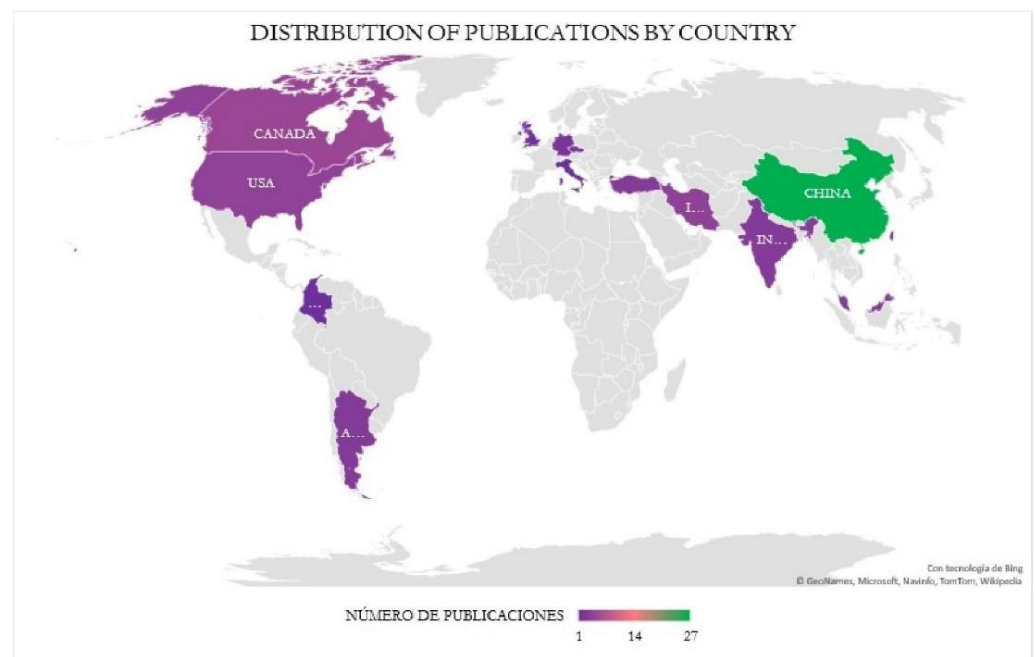 DISTRIBUTION OF PUBLICATIONS BY COUNTRY
CANADA
USA
CHINA
I...
IN...
...
A...
Con tecnología de Bing
© GeoNames, Microsoft, Navinfo, TomTom, Wikipedia
NÚMERO DE PUBLICACIONES
1 14 27